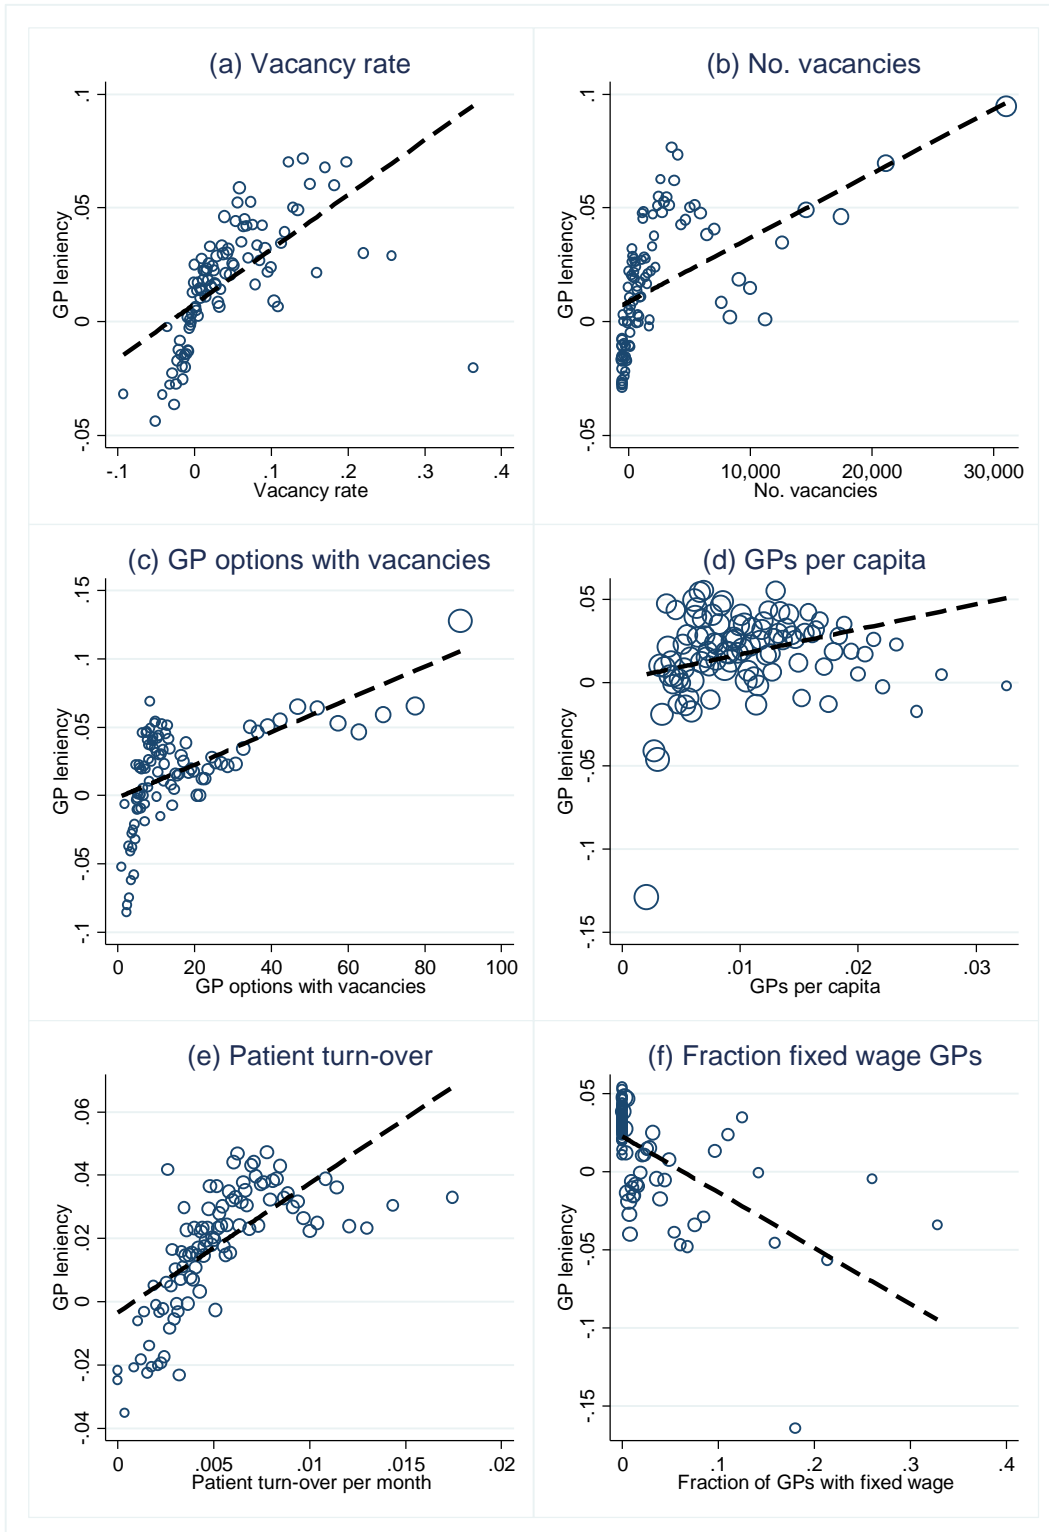 (a) Vacancy rate
GP leniency
.1
.05
0
-.05
-.1 0 .1 .2 .3 .4
Vacancy rate
(b) No. vacancies
GP leniency
.1
.05
0
-.05
0 10,000 20,000 30,000
No. vacancies
(c) GP options with vacancies
GP leniency
.15
.1
.05
0
-.05
-.1
0 20 40 60 80 100
GP options with vacancies
(d) GPs per capita
GP leniency
.05
0
-.05
-.1
-.15
0 .01 .02 .03
GPs per capita
(e) Patient turn-over
GP leniency
.06
.04
.02
0
-.02
-.04
0 .005 .01 .015 .02
Patient turn-over per month
(f) Fraction fixed wage GPs
GP leniency
.05
0
-.05
-.1
-.15
0 .1 .2 .3 .4
Fraction of GPs with fixed wage